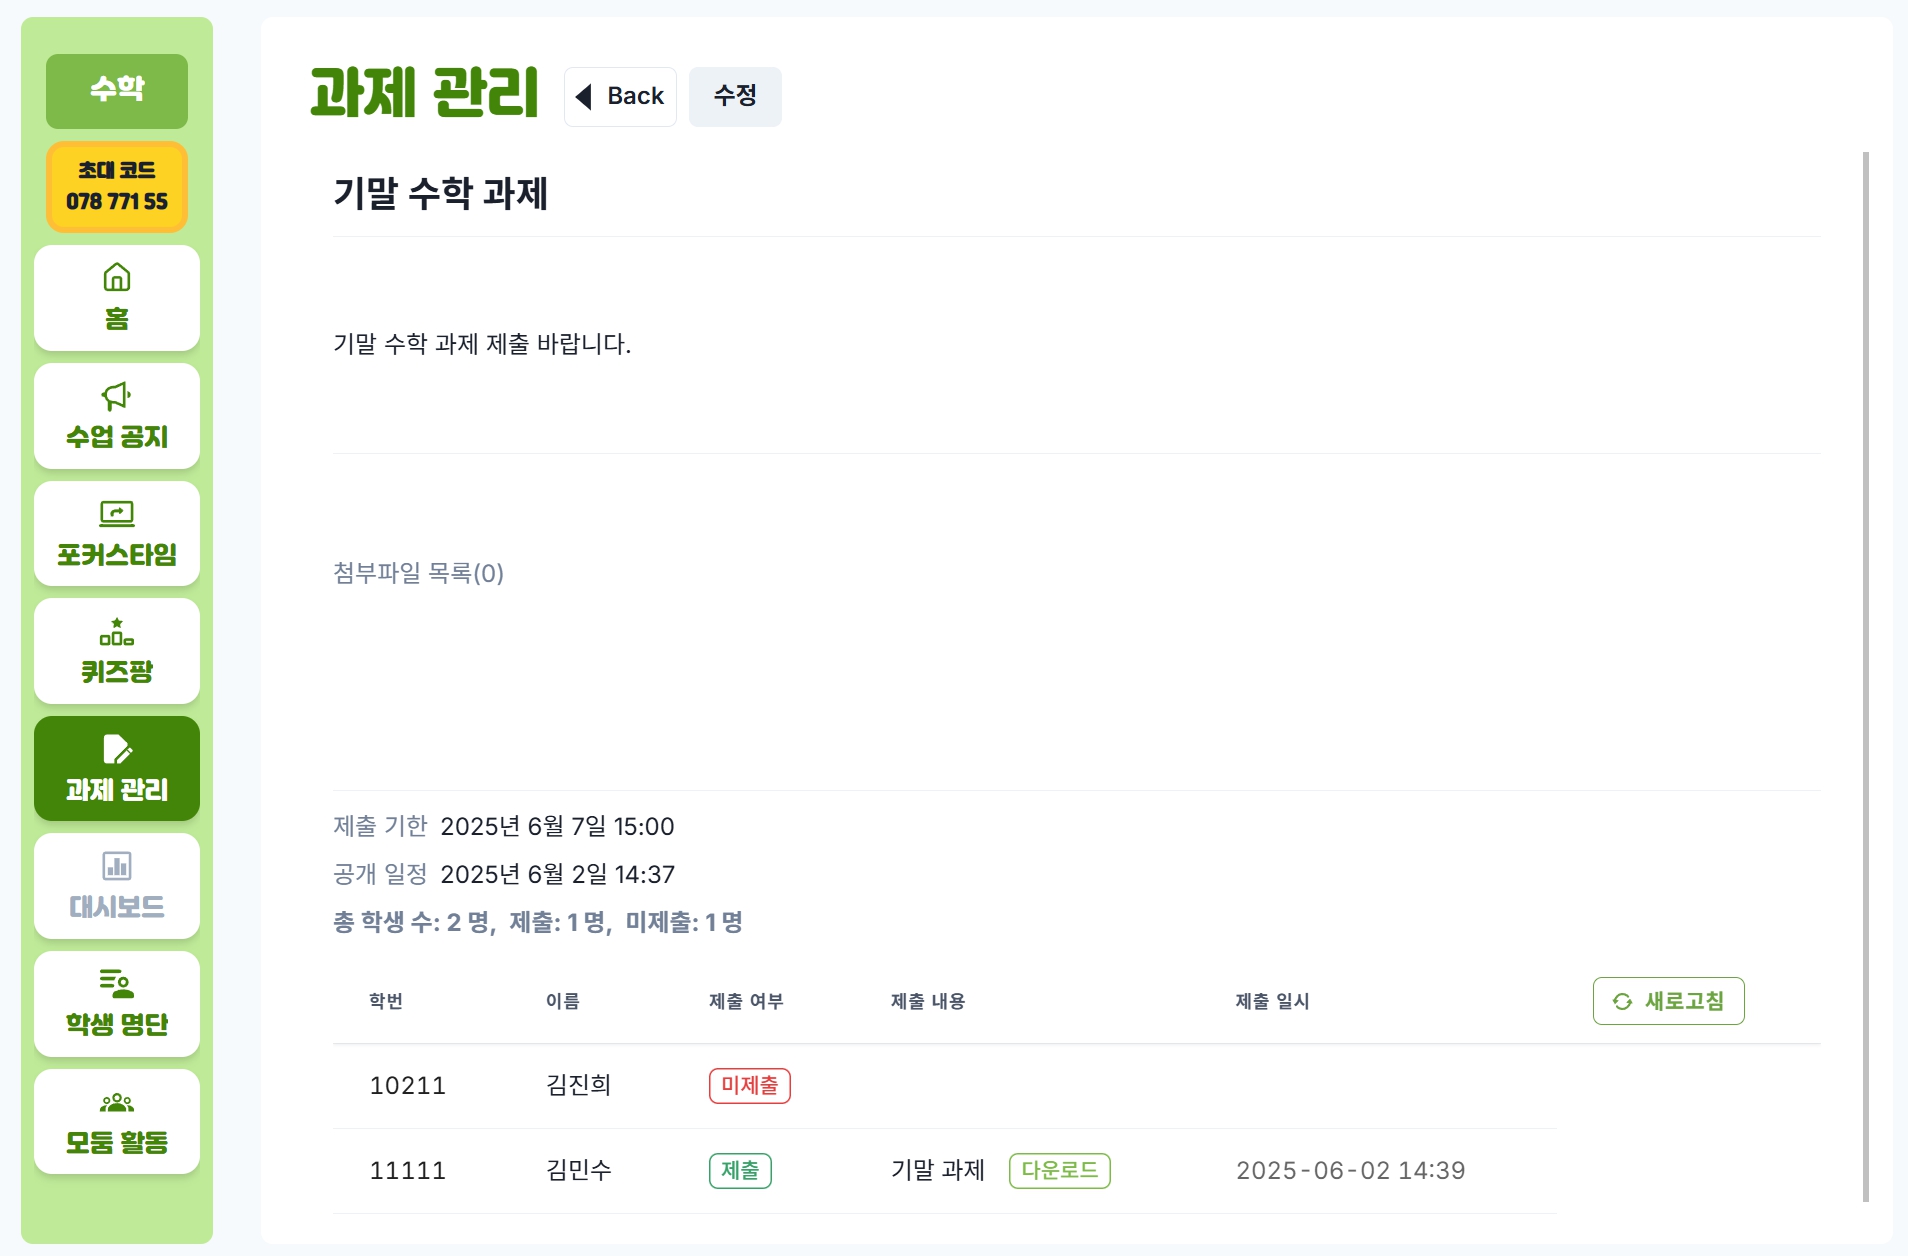 수학
초대 코드
078 771 55
홈
수업 공지
포커스타임
퀴즈팡
과제 관리
대시보드
학생 명단
모둠 활동
과제 관리 Back 수정
기말 수학 과제
기말 수학 과제 제출 바랍니다.
첨부파일 목록(0)
제출 기한 2025년 6월 7일 15:00
공개 일정 2025년 6월 2일 14:37
총 학생 수: 2 명, 제출: 1 명, 미제출: 1 명
학번 이름 제출 여부 제출 내용 제출 일시 새로고침
10211 김진희 미제출
11111 김민수 제출 기말 과제 다운로드 2025-06-02 14:39